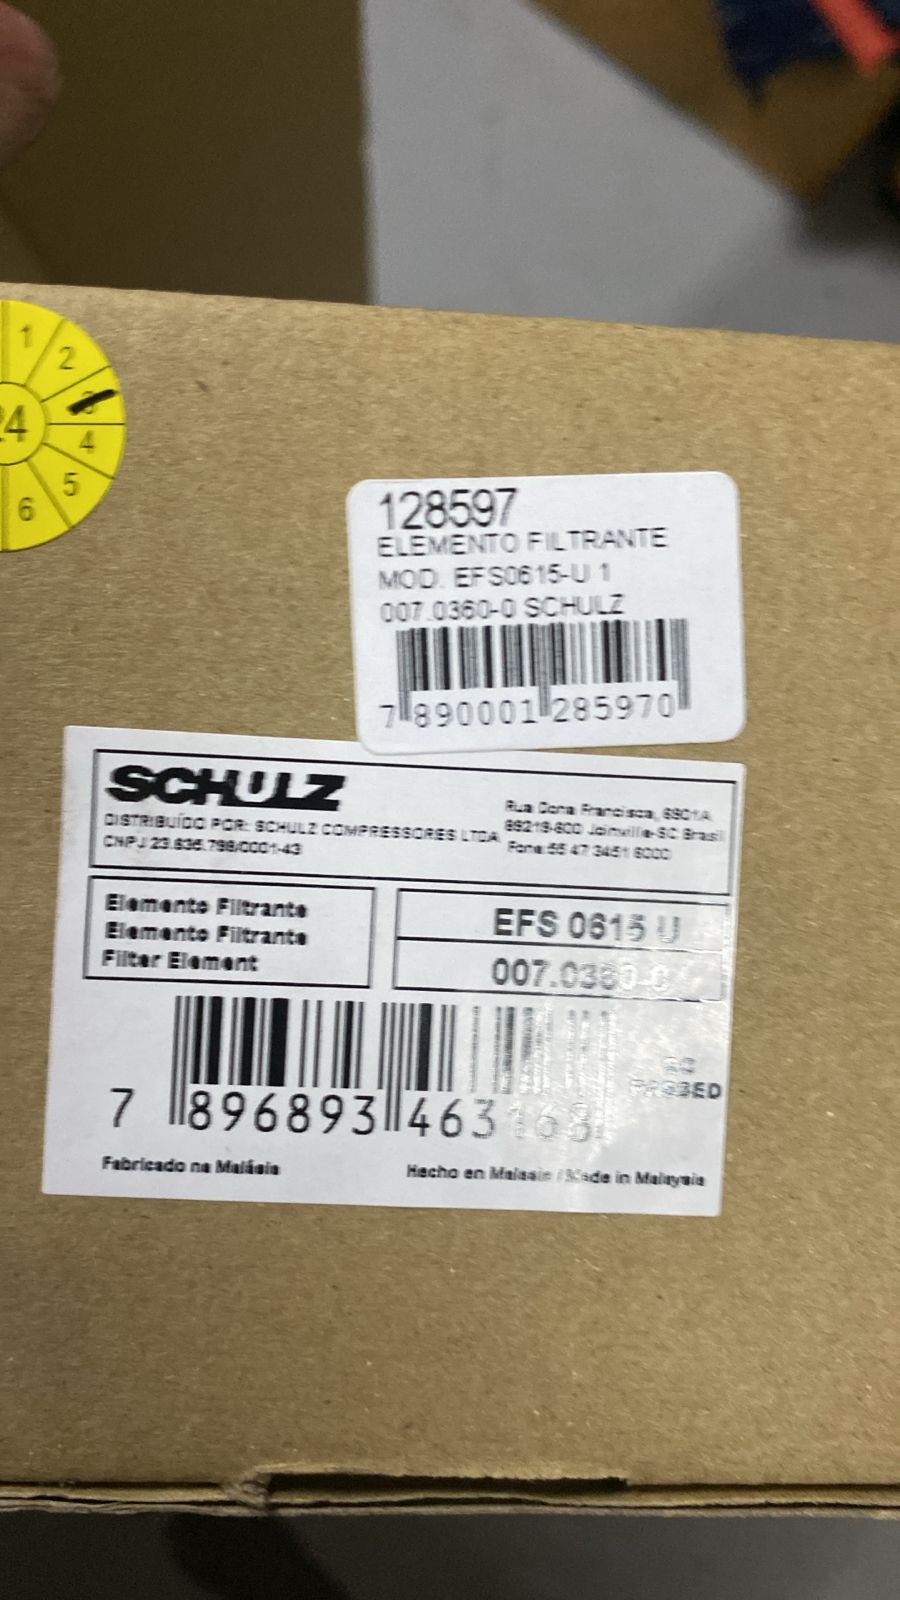 1
2
3
24
4
5
6
128597
ELEMENTO FILTRANTE
MOD. EFS0615-U 1
007.0360-0 SCHULZ
7 890001 285970
SCHULZ
DISTRIBUÍDO POR: SCHULZ COMPRESSORES LTDA
CNPJ 23.635.798/0001-43
Rua Dona Francisca, 6901A
89219-600 Joinville-SC Brasil
Fone 55 47 3451 6000
Elemento Filtrante
Elemento Filtrante
Filter Element
EFS 0615 U
007.0360-0
7 896893 463168
PASSED
Fabricado na Malásia
Hecho en Malasia / Made in Malaysia